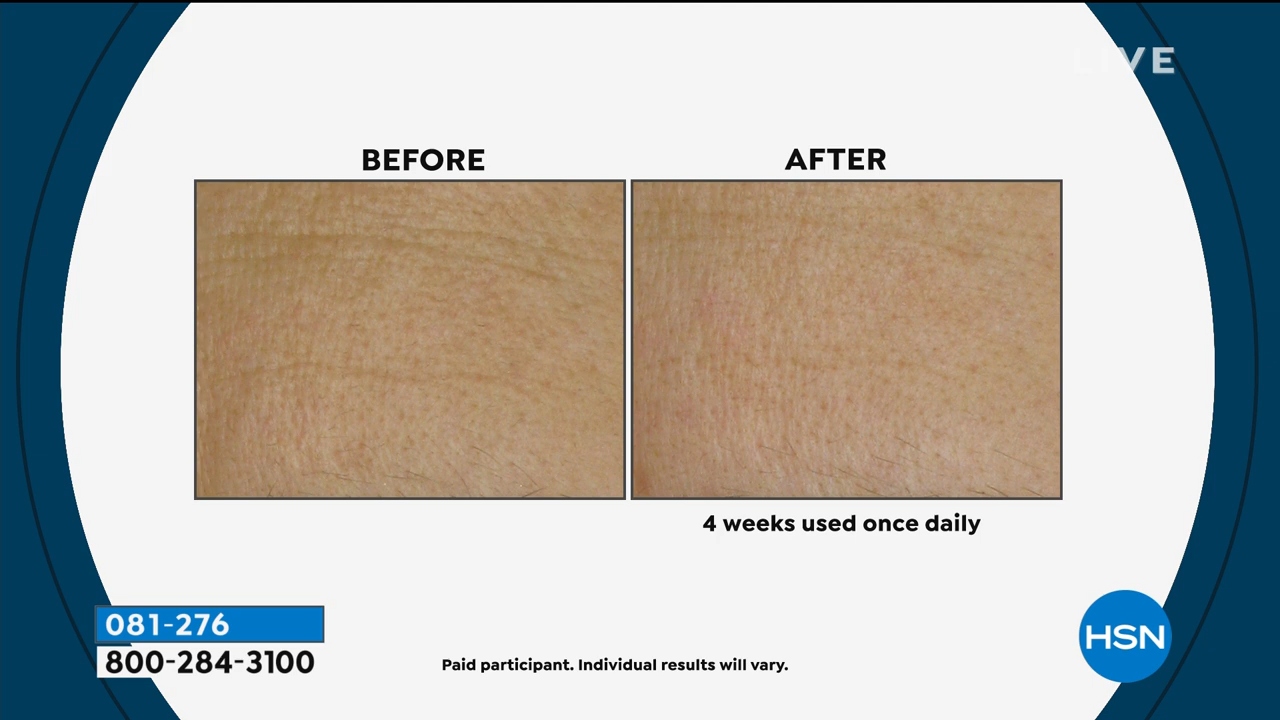 LIVE
BEFORE
AFTER
4 weeks used once daily
081-276
800-284-3100
Paid participant. Individual results will vary.
HSN